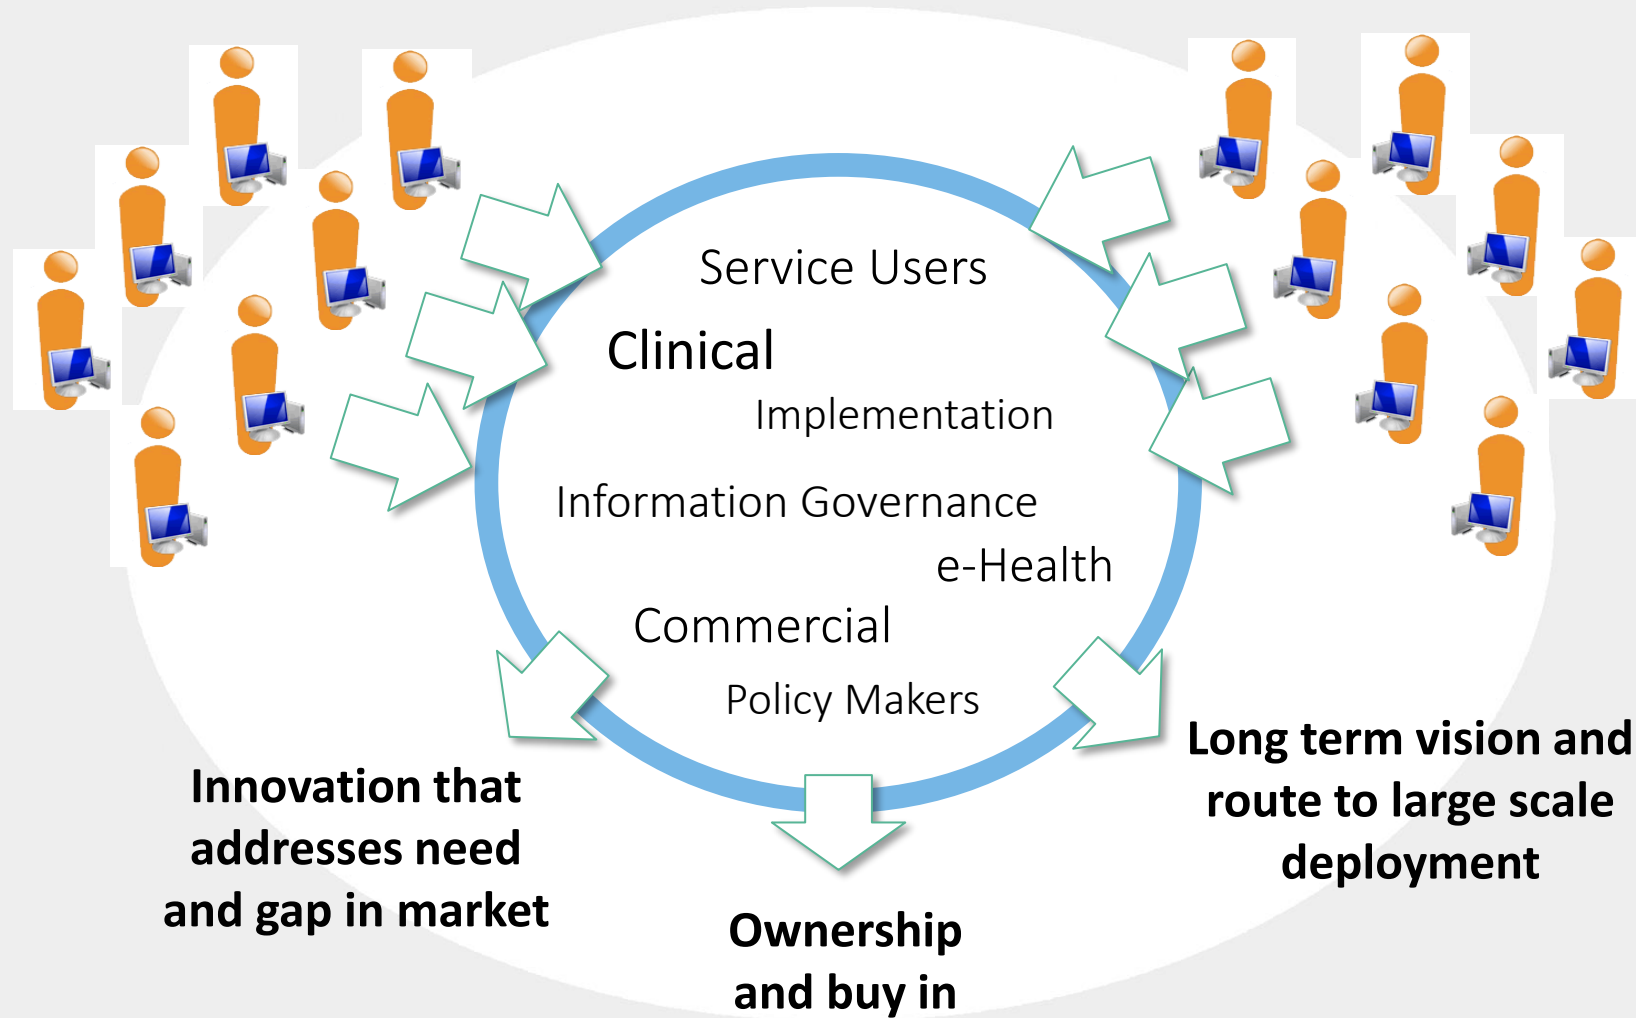 Service Users
Clinical
Implementation
Information Governance
e-Health
Commercial
Policy Makers
Innovation that
addresses need
and gap in market
Ownership
and buy in
Long term vision and
route to large scale
deployment